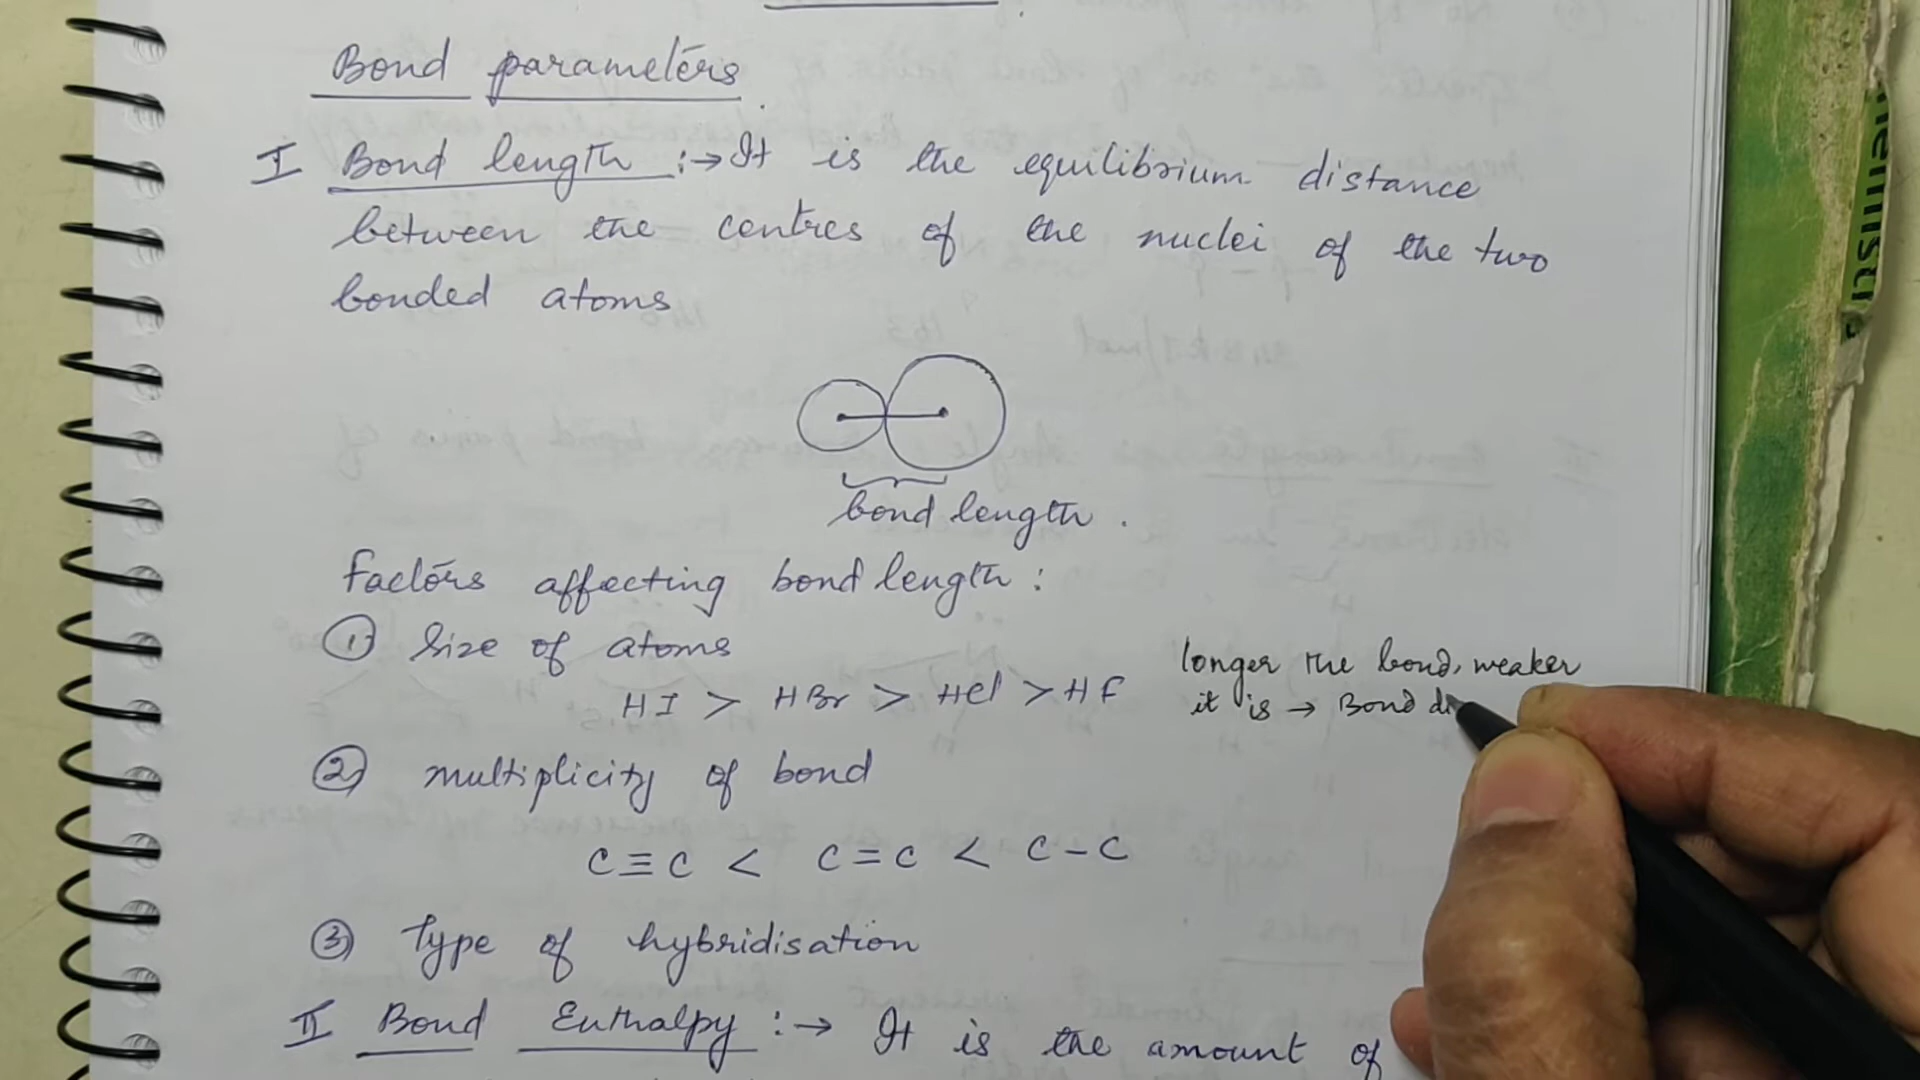 Bond parameters
I Bond length :→ It is the equilibrium distance
between the centres of the nuclei of the two
bonded atoms
bond length.
factors affecting bond length:
① Size of atoms
HI > HBr > HCl > HF
longer the bond, weaker
it is → Bond di
② multiplicity of bond
C≡C < C=C < C-C
③ Type of hybridisation
II Bond Enthalpy :→ It is the amount of